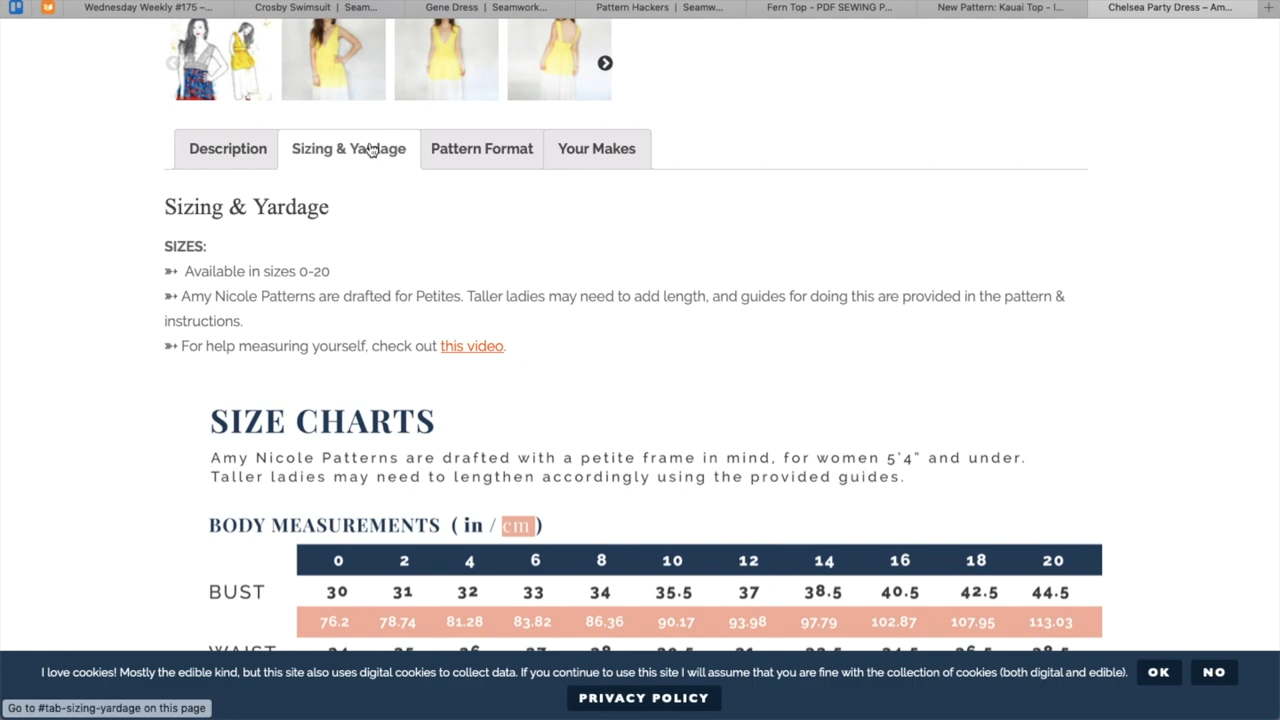 Wednesday Weekly #175 –...
Crosby Swimsuit | Seam...
Gene Dress | Seamwork...
Pattern Hackers | Seamw...
Fern Top - PDF SEWING P...
New Pattern: Kauai Top - I...
Chelsea Party Dress – Am...
Description
Sizing & Yardage
Pattern Format
Your Makes
Sizing & Yardage
SIZES:
➳ Available in sizes 0-20
➳ Amy Nicole Patterns are drafted for Petites. Taller ladies may need to add length, and guides for doing this are provided in the pattern &
instructions.
➳ For help measuring yourself, check out this video.
SIZE CHARTS
Amy Nicole Patterns are drafted with a petite frame in mind, for women 5'4" and under.
Taller ladies may need to lengthen accordingly using the provided guides.
BODY MEASUREMENTS ( in / cm )
0 2 4 6 8 10 12 14 16 18 20
BUST 30 31 32 33 34 35.5 37 38.5 40.5 42.5 44.5
76.2 78.74 81.28 83.82 86.36 90.17 93.98 97.79 102.87 107.95 113.03
I love cookies! Mostly the edible kind, but this site also uses digital cookies to collect data. If you continue to use this site I will assume that you are fine with the collection of cookies (both digital and edible).
OK
NO
PRIVACY POLICY
Go to #tab-sizing-yardage on this page